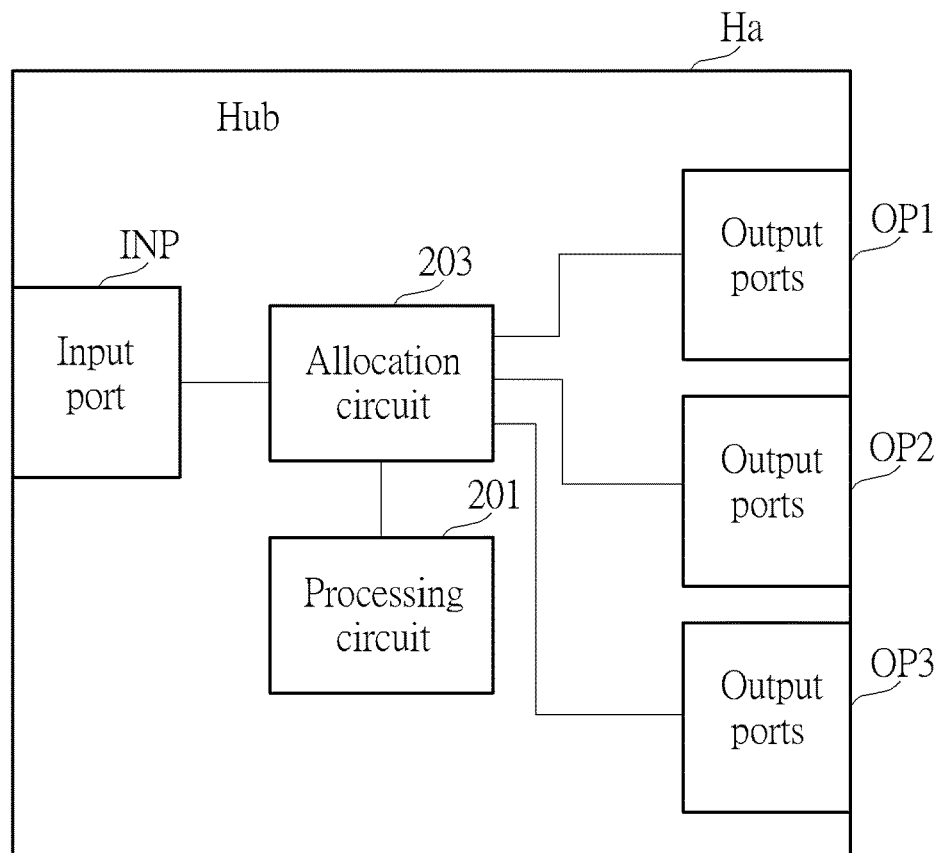 Ha
Hub
INP
Input
port
203
Allocation
circuit
201
Processing
circuit
Output
ports
OP1
Output
ports
OP2
Output
ports
OP3